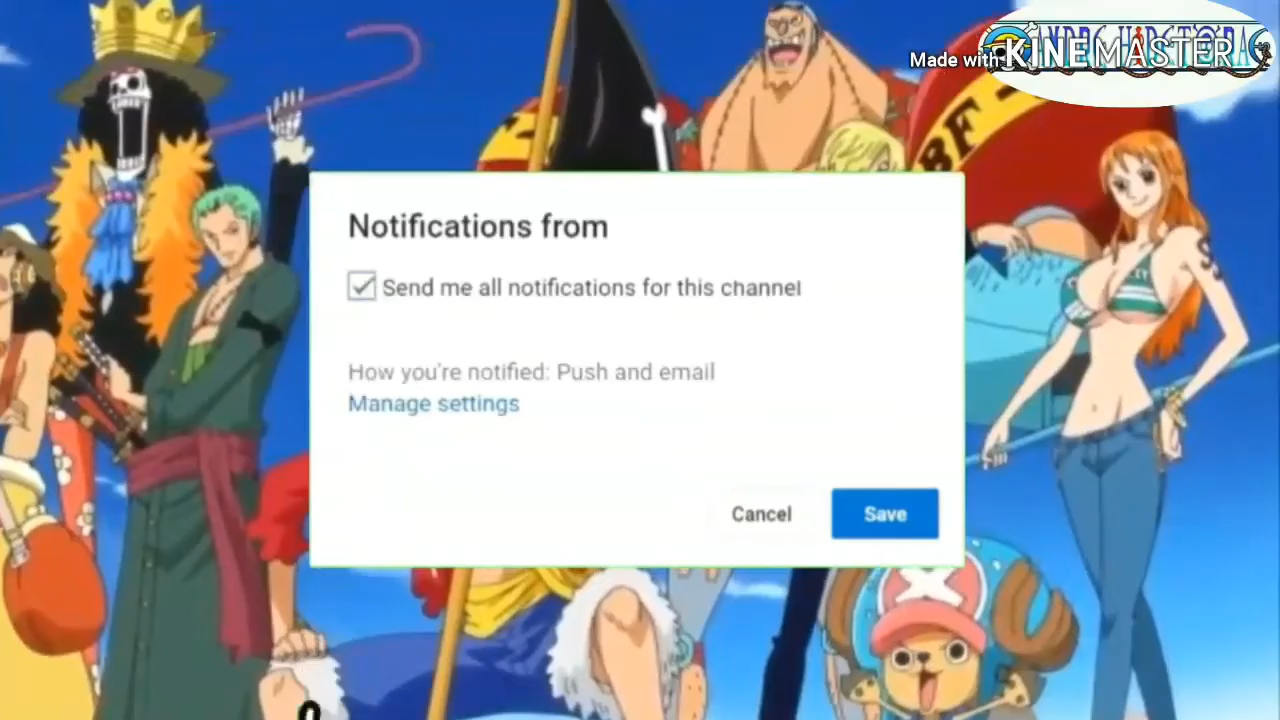 Made with KINEMASTER
BF -
Notifications from
Send me all notifications for this channel
How you're notified: Push and email
Manage settings
Cancel
Save